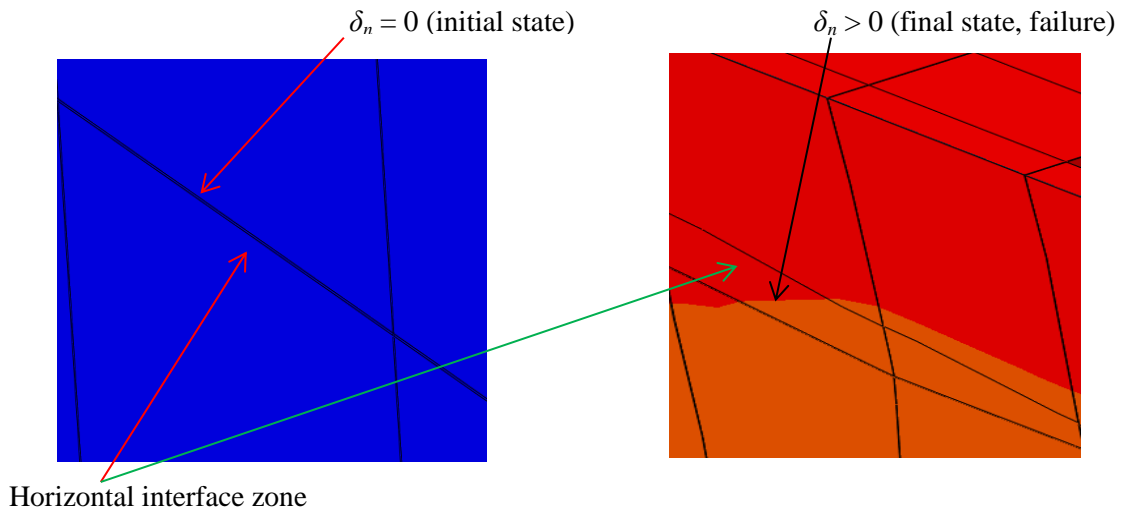 δn = 0 (initial state)
δn > 0 (final state, failure)
Horizontal interface zone